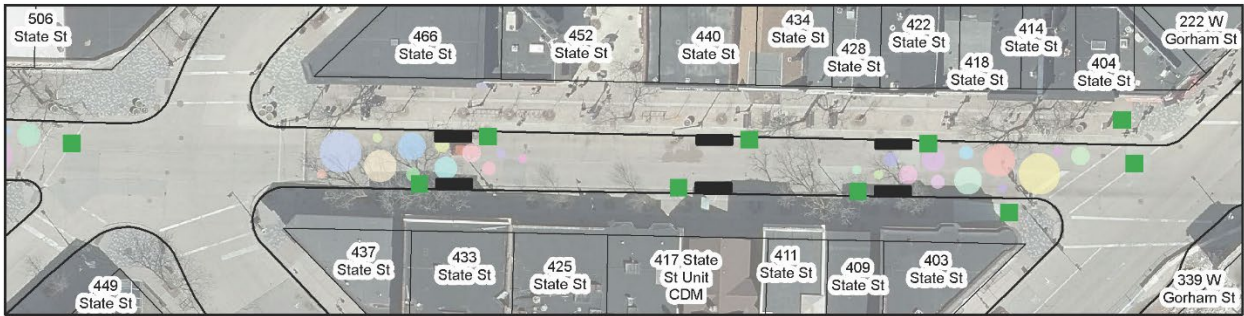 506
State St
466
State St
452
State St
440
State St
434
State St
428
State St
422
State St
418
State St
414
State St
404
State St
222 W
Gorham St
449
State St
437
State St
433
State St
425
State St
417 State
St Unit
CDM
411
State St
409
State St
403
State St
339 W
Gorham St